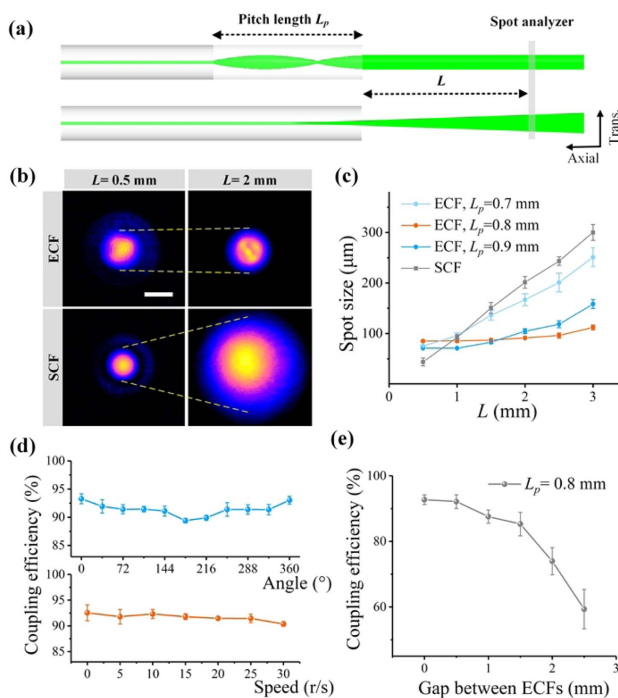 (a)
Pitch length Lp
Spot analyzer
L
Trans.
Axial
(b)
L= 0.5 mm
L= 2 mm
ECF
SCF
(c)
ECF, Lp=0.7 mm
ECF, Lp=0.8 mm
ECF, Lp=0.9 mm
SCF
Spot size (μm)
300
200
100
0
1
2
3
L (mm)
(d)
Coupling efficiency (%)
100
95
90
85
0
72
144
216
288
360
Angle (°)
100
95
90
85
0
5
10
15
20
25
30
Speed (r/s)
(e)
Lp= 0.8 mm
Coupling efficiency (%)
100
80
60
0
1
2
3
Gap between ECFs (mm)